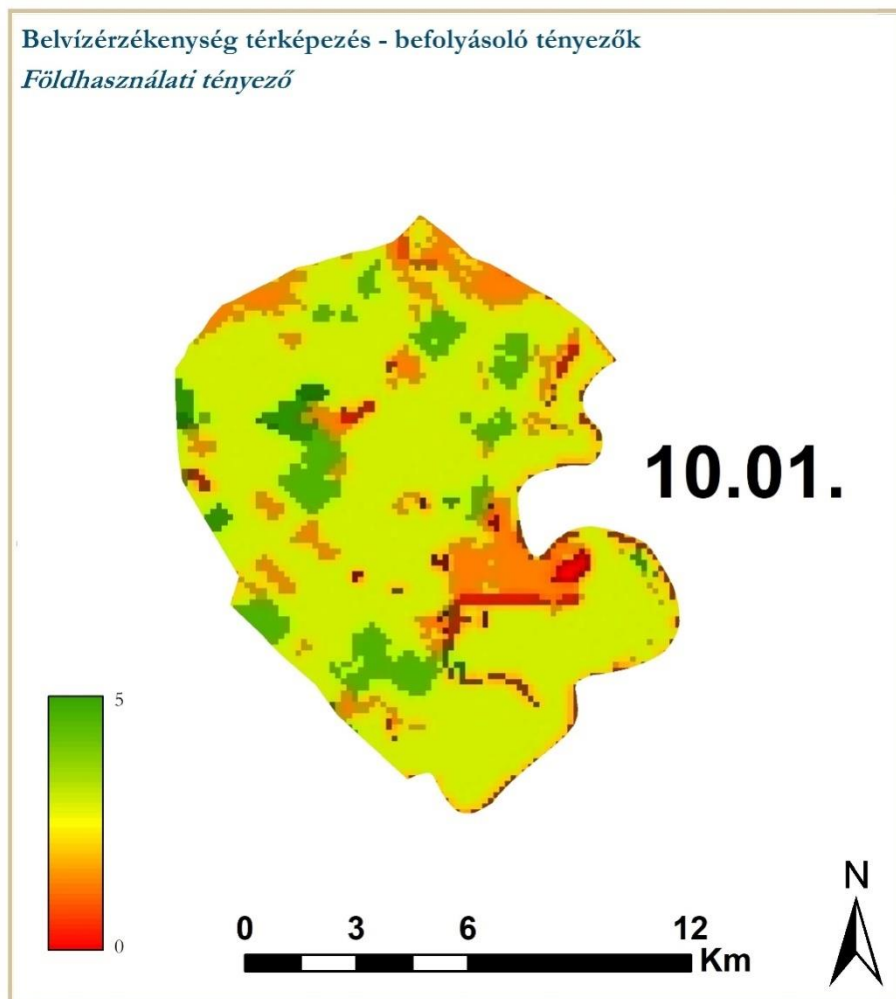 Belvízérzékenység térképezés - befolyásoló tényezők
Földhasználati tényező
10.01.
5
0
N
0 3 6 12
Km